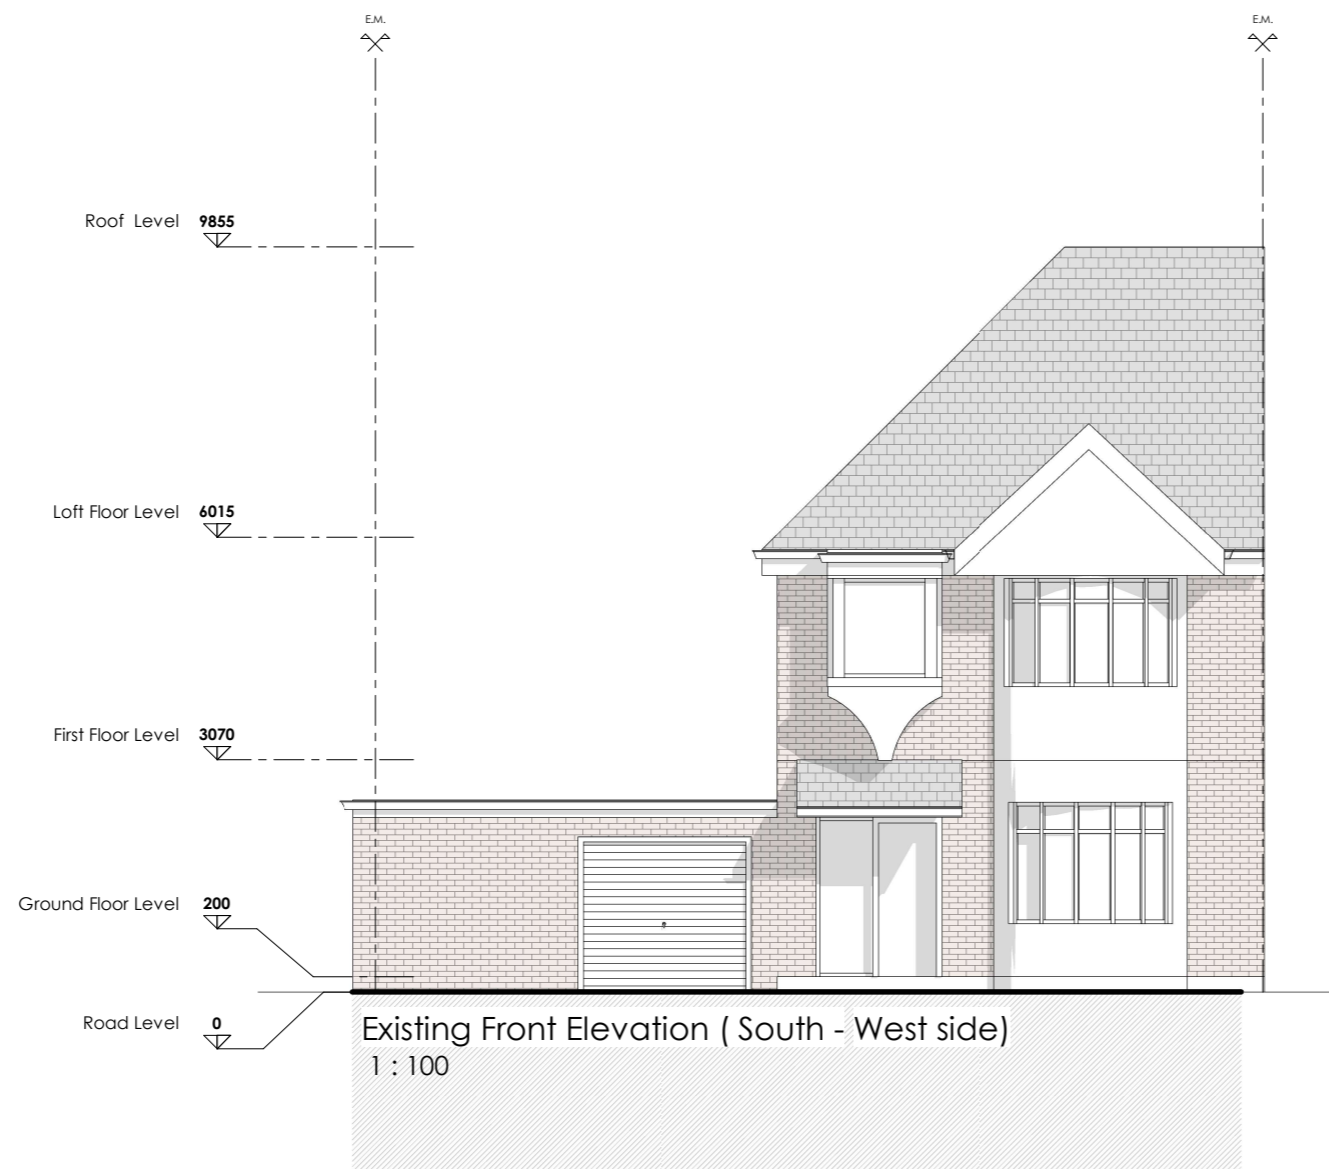 E.M.
E.M.
Roof Level 9855
Loft Floor Level 6015
First Floor Level 3070
Ground Floor Level 200
Road Level 0
Existing Front Elevation ( South - West side)
1 : 100